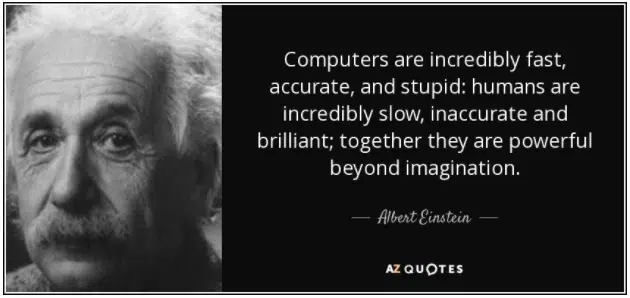 Computers are incredibly fast,
accurate, and stupid: humans are
incredibly slow, inaccurate and
brilliant; together they are powerful
beyond imagination.
— Albert Einstein —
AZ QUOTES